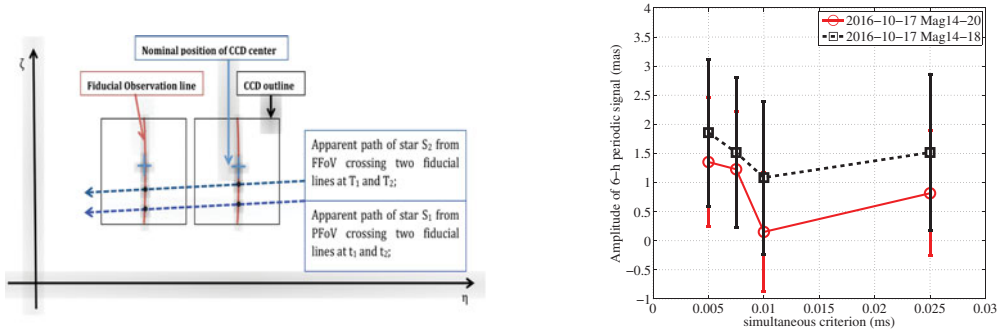 ζ
Nominal position of CCD center
Fiducial Observation line
CCD outline
Apparent path of star S2 from
FFoV crossing two fiducial
lines at T1 and T2;
Apparent path of star S1 from
PFoV crossing two fiducial
lines at t1 and t2;
η
Amplitude of 6−h periodic signal (mas)
4
3.5
3
2.5
2
1.5
1
0.5
0
−0.5
−1
2016−10−17 Mag14−20
2016−10−17 Mag14−18
0 0.005 0.01 0.015 0.02 0.025 0.03
simultaneous criterion (ms)